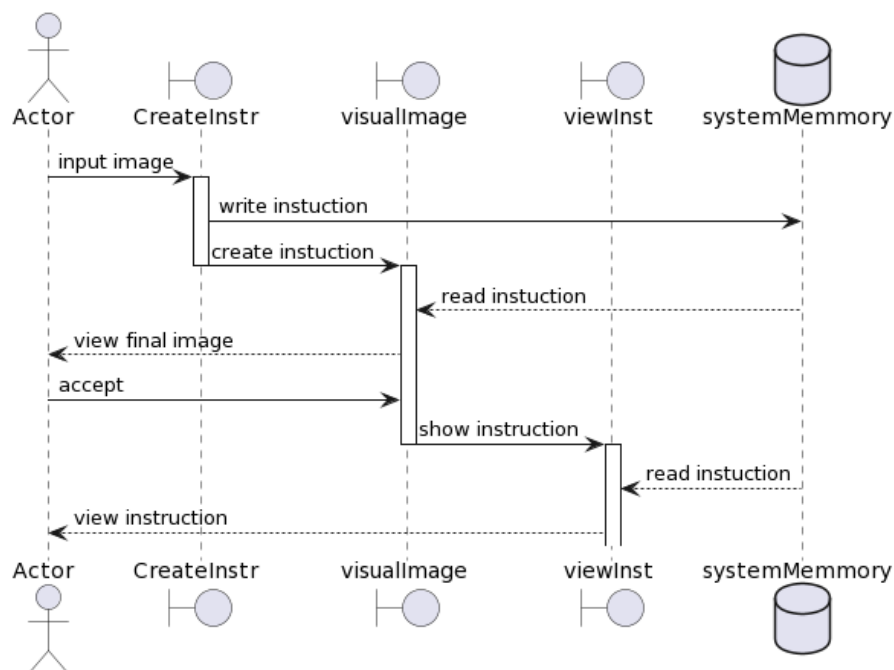 Actor CreateInstr visualImage viewInst systemMemmory
input image
write instuction
create instuction
read instuction
view final image
accept
show instruction
read instuction
view instruction
Actor CreateInstr visualImage viewInst systemMemmory